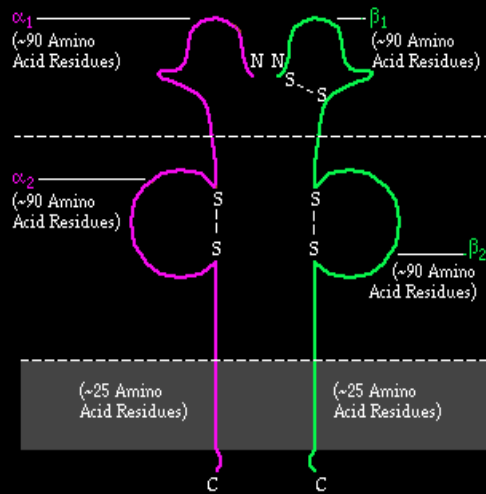 α1
(~90 Amino
Acid Residues)
β1
(~90 Amino
Acid Residues)
N N
S
S
α2
(~90 Amino
Acid Residues)
S S
S S
β2
(~90 Amino
Acid Residues)
(~25 Amino
Acid Residues)
(~25 Amino
Acid Residues)
C C